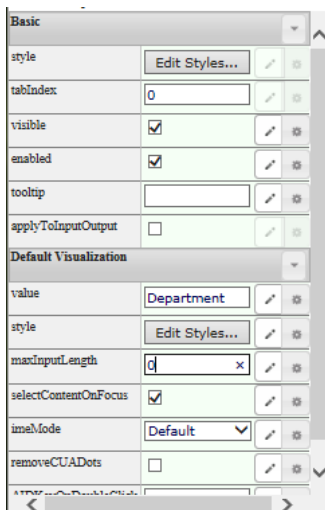 Basic
style Edit Styles...
tabIndex 0
visible
enabled
tooltip
applyToInputOutput
Default Visualization
value Department
style Edit Styles...
maxInputLength 0 ×
selectContentOnFocus
imeMode Default
removeCUADots
AIDKeyOnDoubleClick